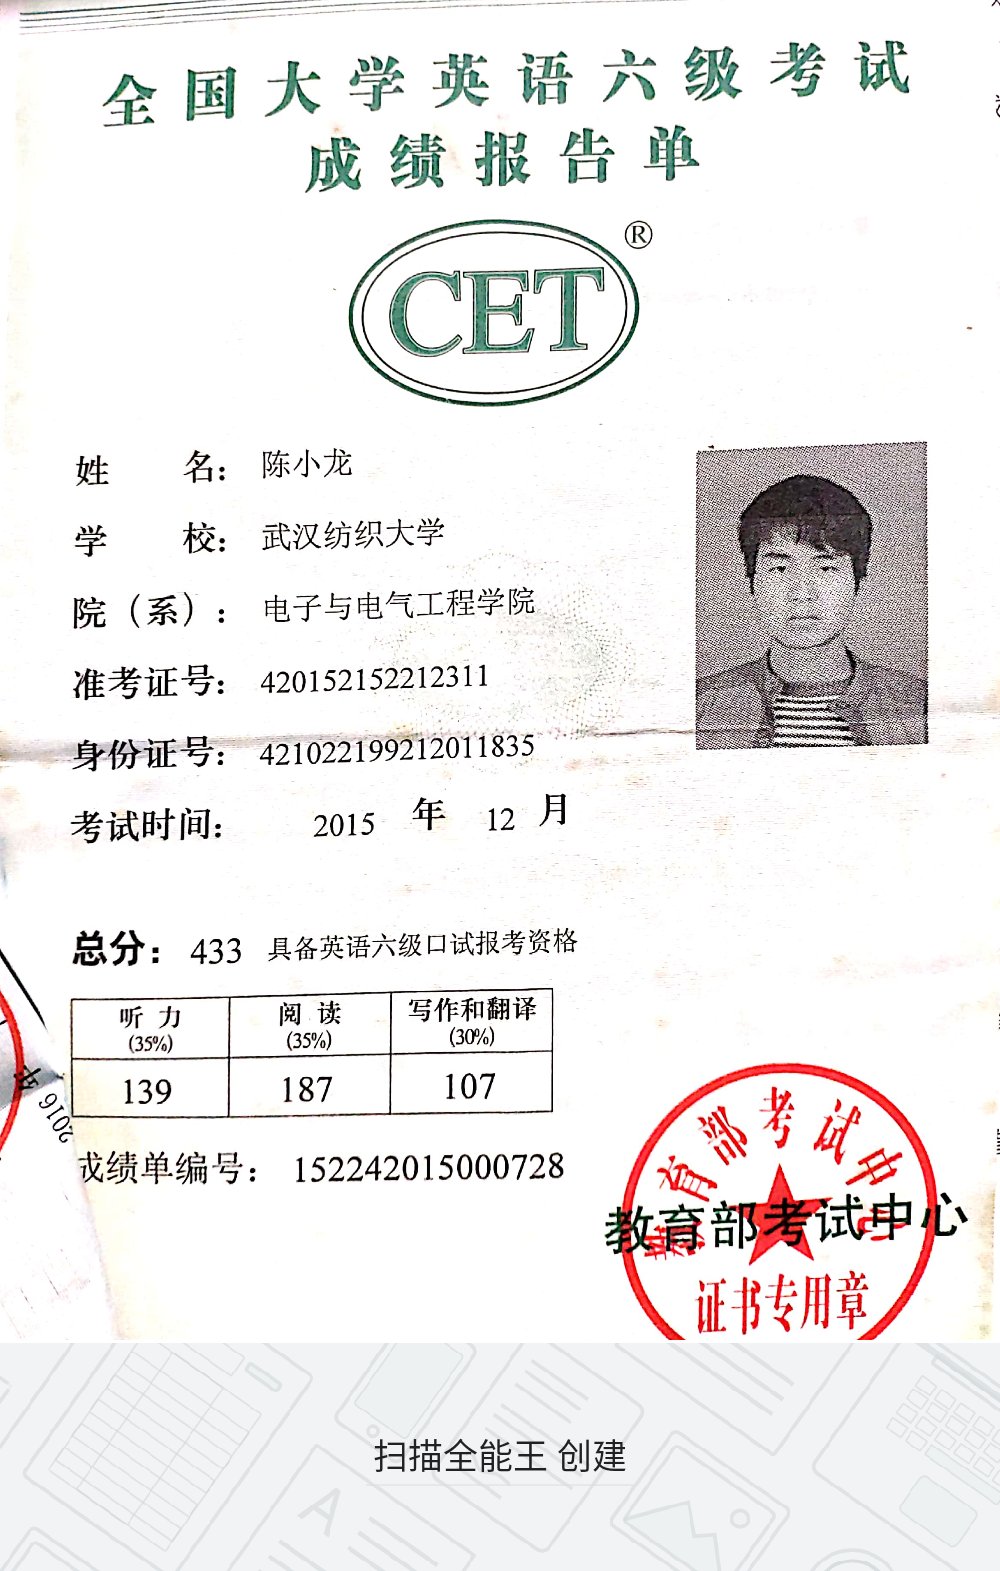 全国大学英语六级考试
成绩报告单
CET®
姓名：陈小龙
学校：武汉纺织大学
院（系）：电子与电气工程学院
准考证号：420152152212311
身份证号：421022199212011835
考试时间：2015 年 12 月
总分：433 具备英语六级口试报考资格
听力 阅读 写作和翻译
(35%) (35%) (30%)
139 187 107
2016 年
成绩单编号：152242015000728
教育部考试中心
教育部考试中心
证书专用章
扫描全能王 创建